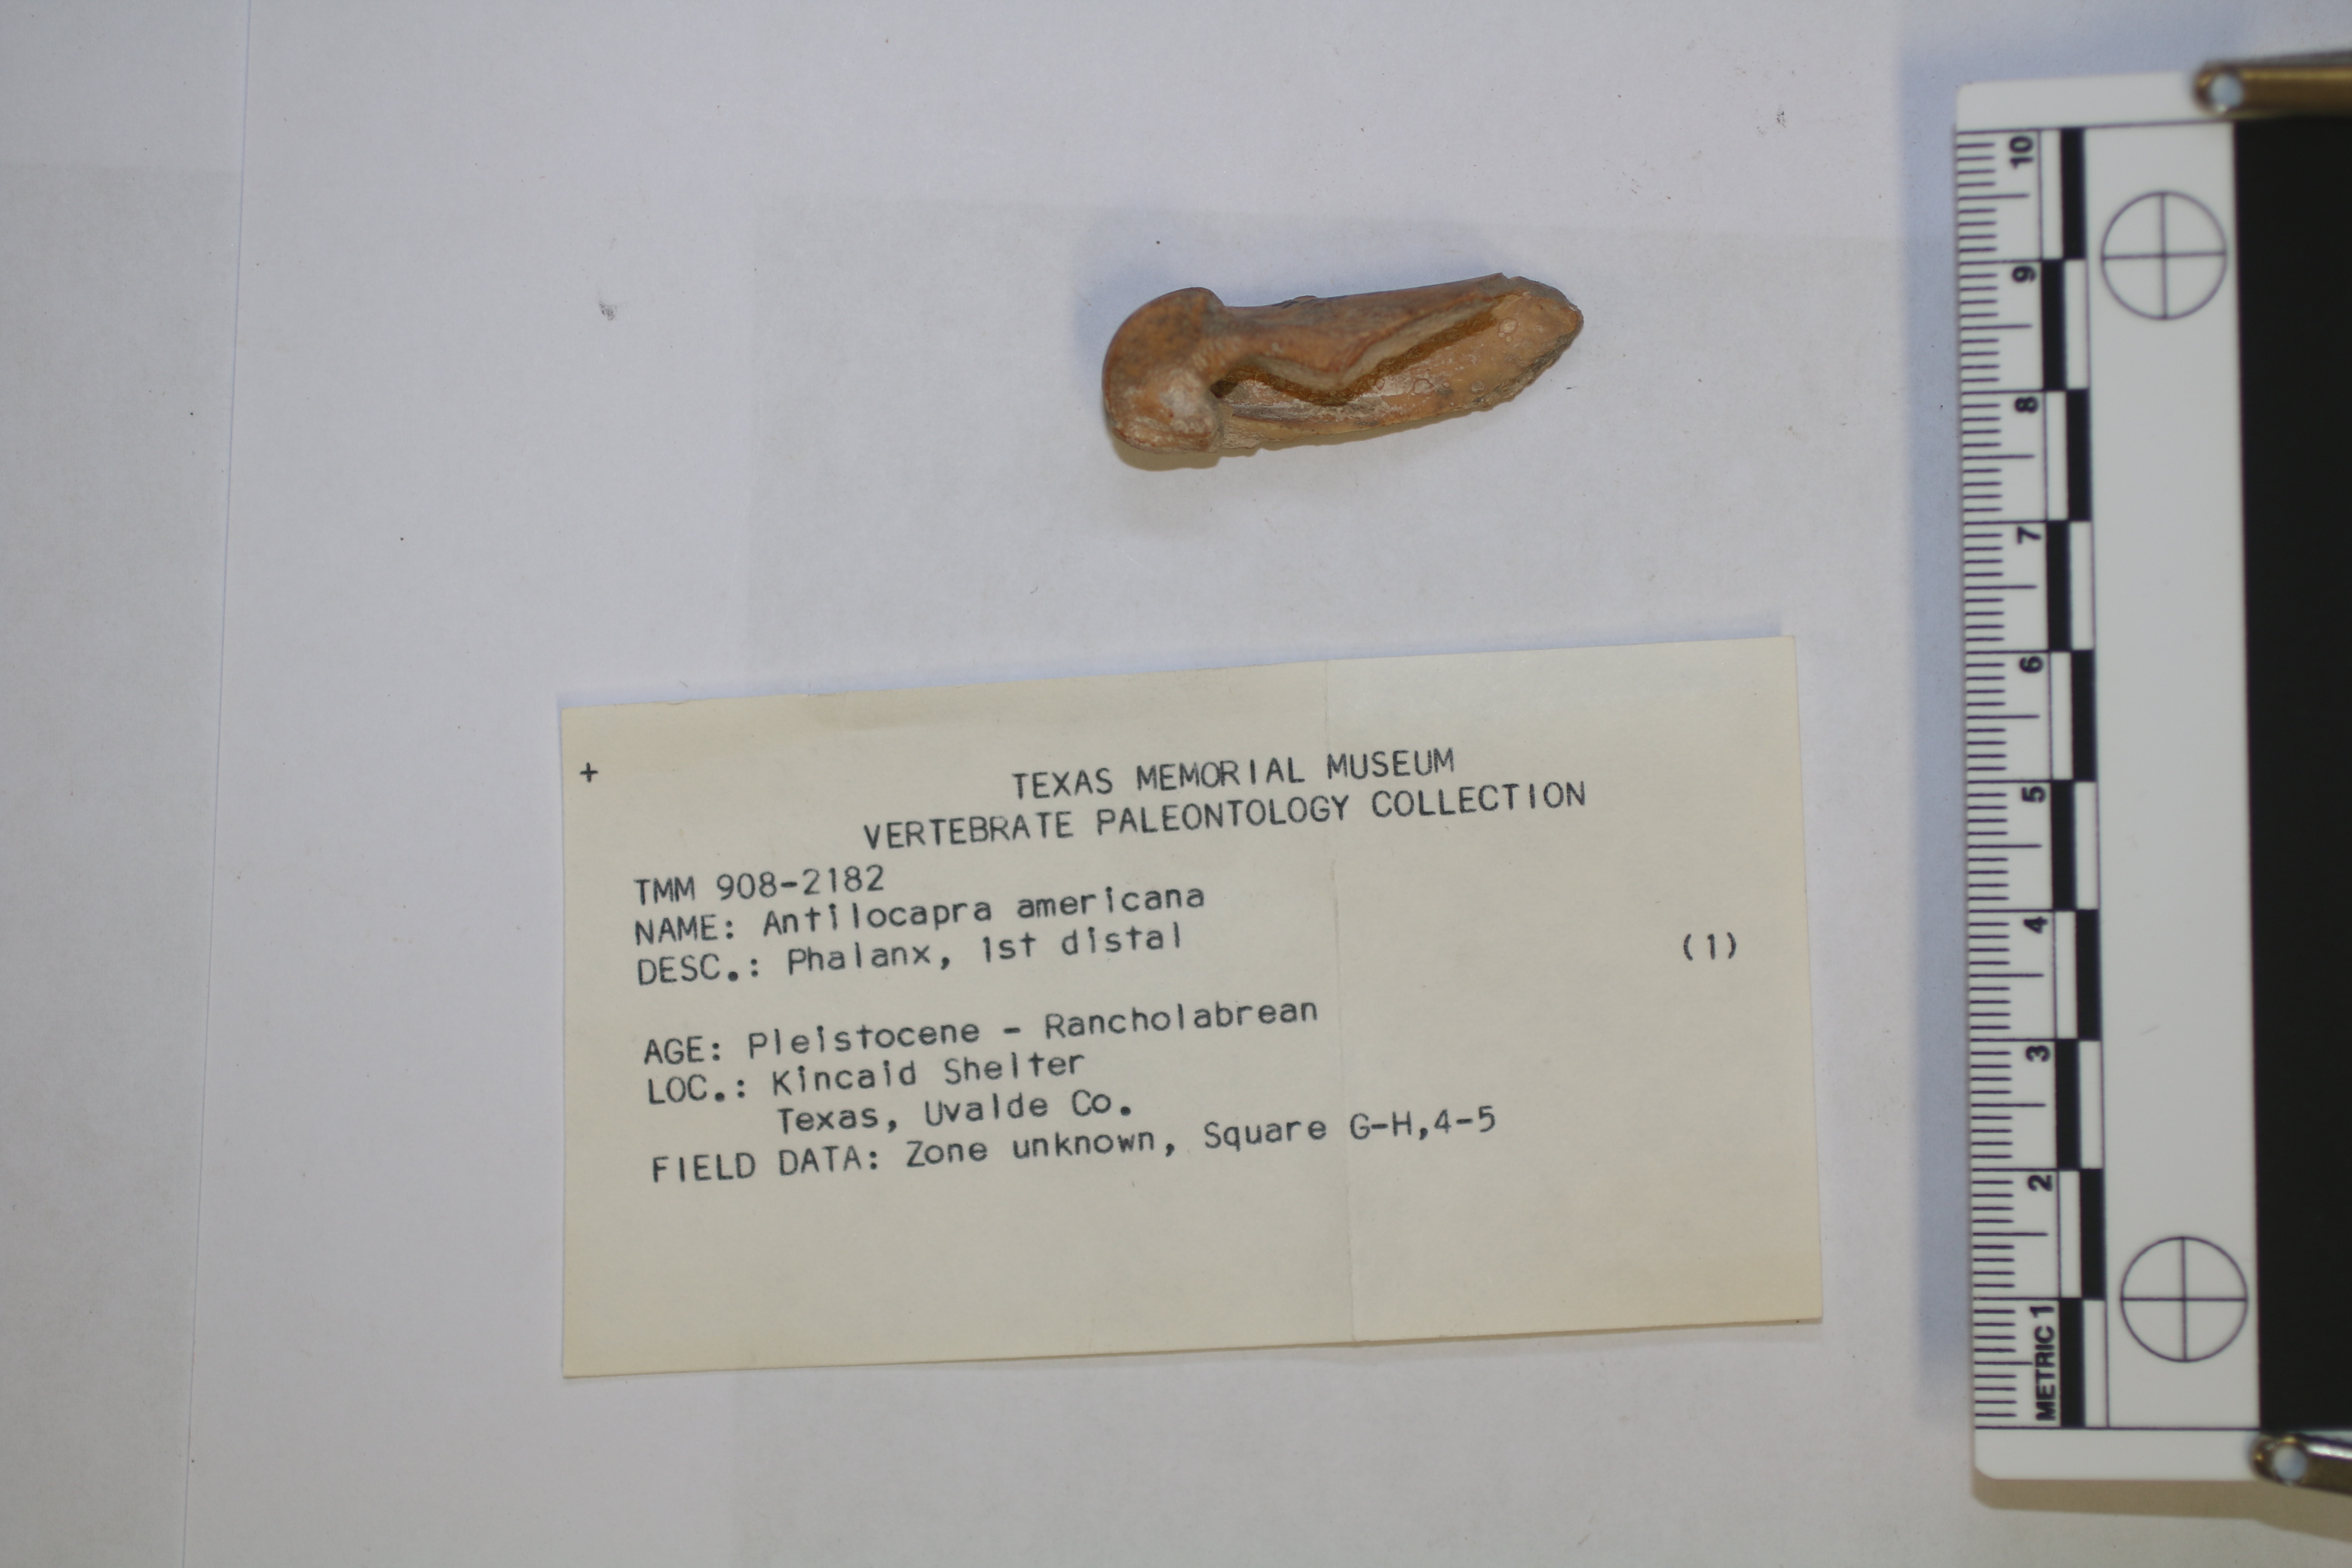 +
TEXAS MEMORIAL MUSEUM
VERTEBRATE PALEONTOLOGY COLLECTION
TMM 908-2182
NAME: Antilocapra americana
DESC.: Phalanx, 1st distal (1)
AGE: Pleistocene - Rancholabrean
LOC.: Kincaid Shelter
Texas, Uvalde Co.
FIELD DATA: Zone unknown, Square G-H,4-5
METRIC 1 2 3 4 5 6 7 8 9 10